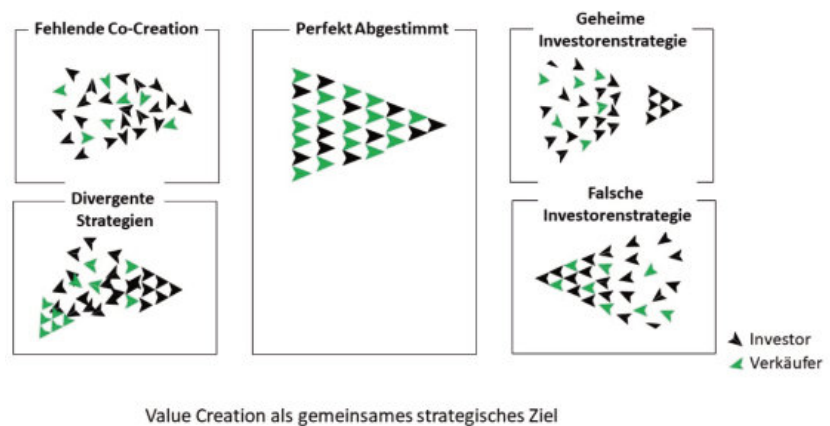 Fehlende Co-Creation
Divergente
Strategien
Perfekt Abgestimmt
Geheime
Investorenstrategie
Falsche
Investorenstrategie
Investor
Verkäufer
Value Creation als gemeinsames strategisches Ziel